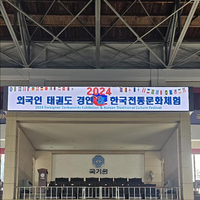 2024
외국인 태권도 경연 한국전통문화체험
2024 Foreigner Taekwondo Contest & Korean Traditional Culture Festival
국기원